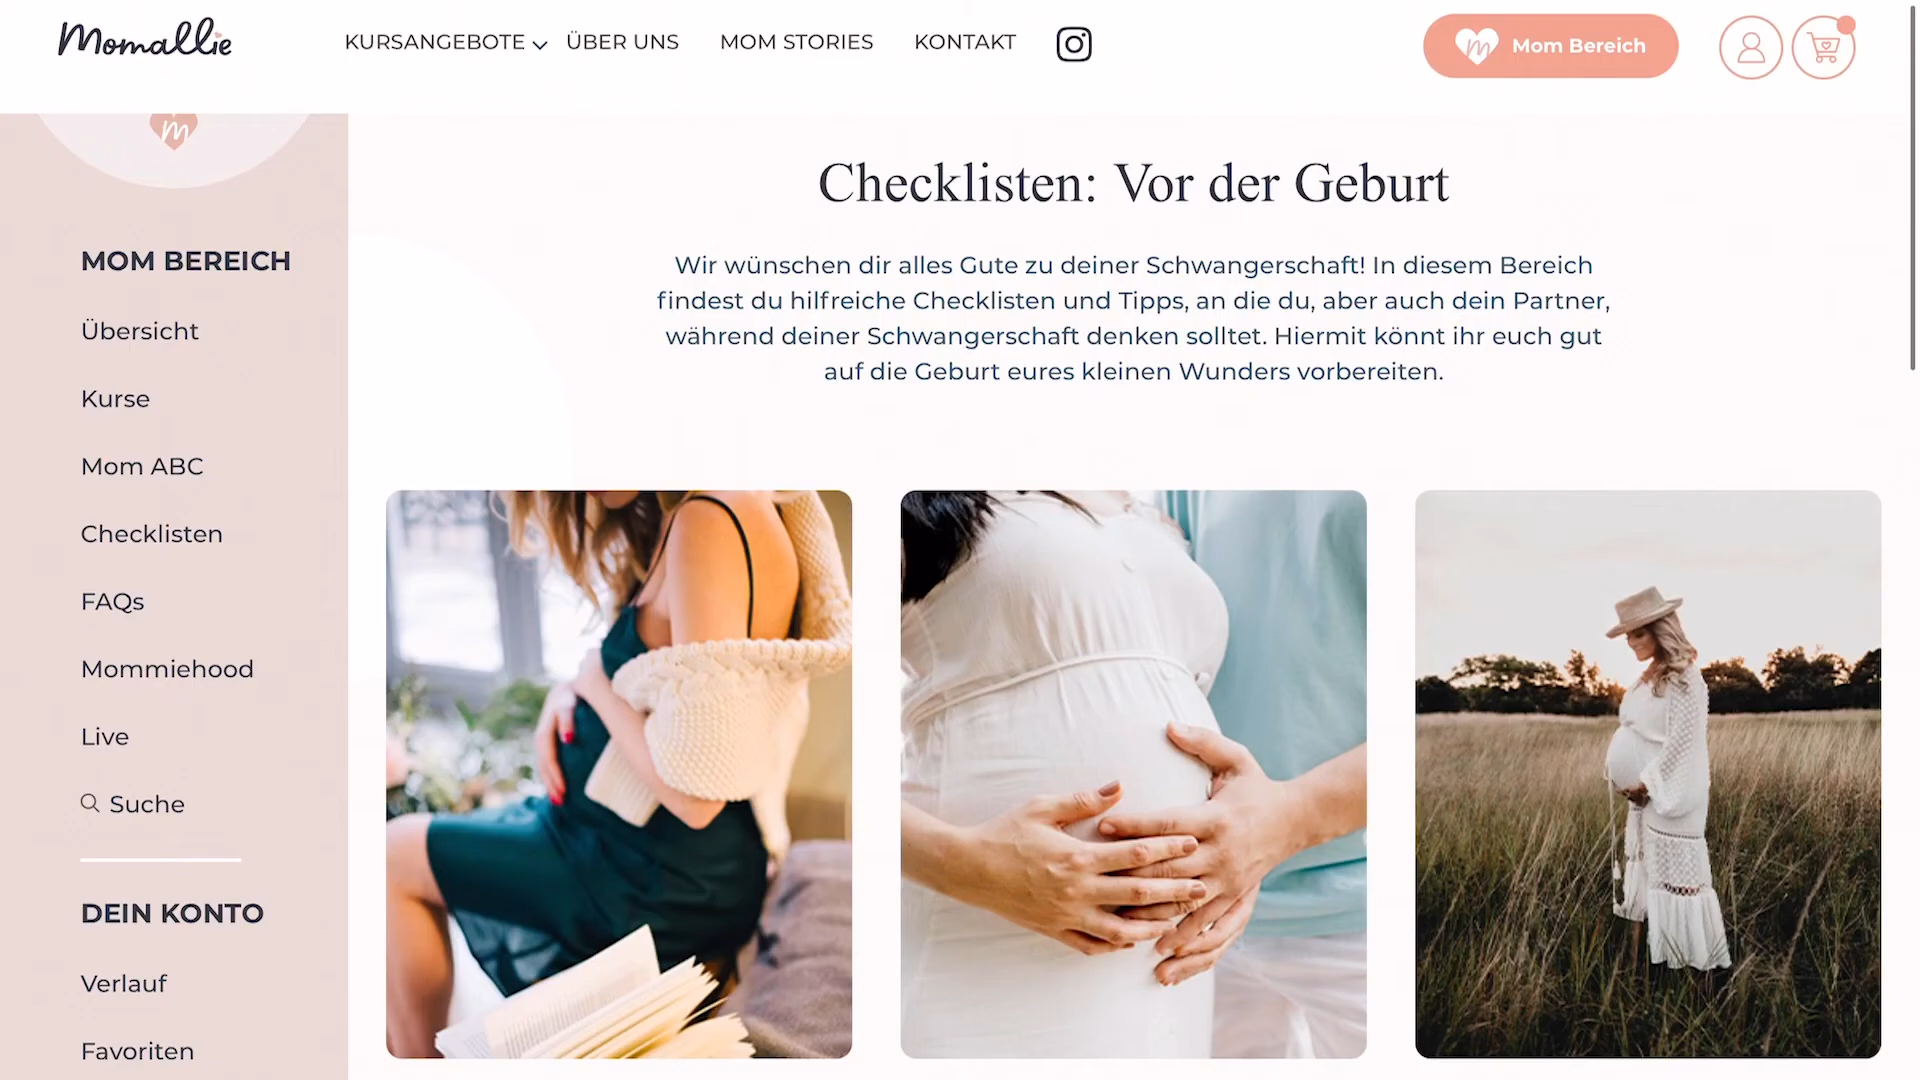 Momallie
KURSANGEBOTE
ÜBER UNS
MOM STORIES
KONTAKT
m Mom Bereich
m
MOM BEREICH
Übersicht
Kurse
Mom ABC
Checklisten
FAQs
Mommiehood
Live
Suche
DEIN KONTO
Verlauf
Favoriten
Checklisten: Vor der Geburt
Wir wünschen dir alles Gute zu deiner Schwangerschaft! In diesem Bereich
findest du hilfreiche Checklisten und Tipps, an die du, aber auch dein Partner,
während deiner Schwangerschaft denken solltet. Hiermit könnt ihr euch gut
auf die Geburt eures kleinen Wunders vorbereiten.